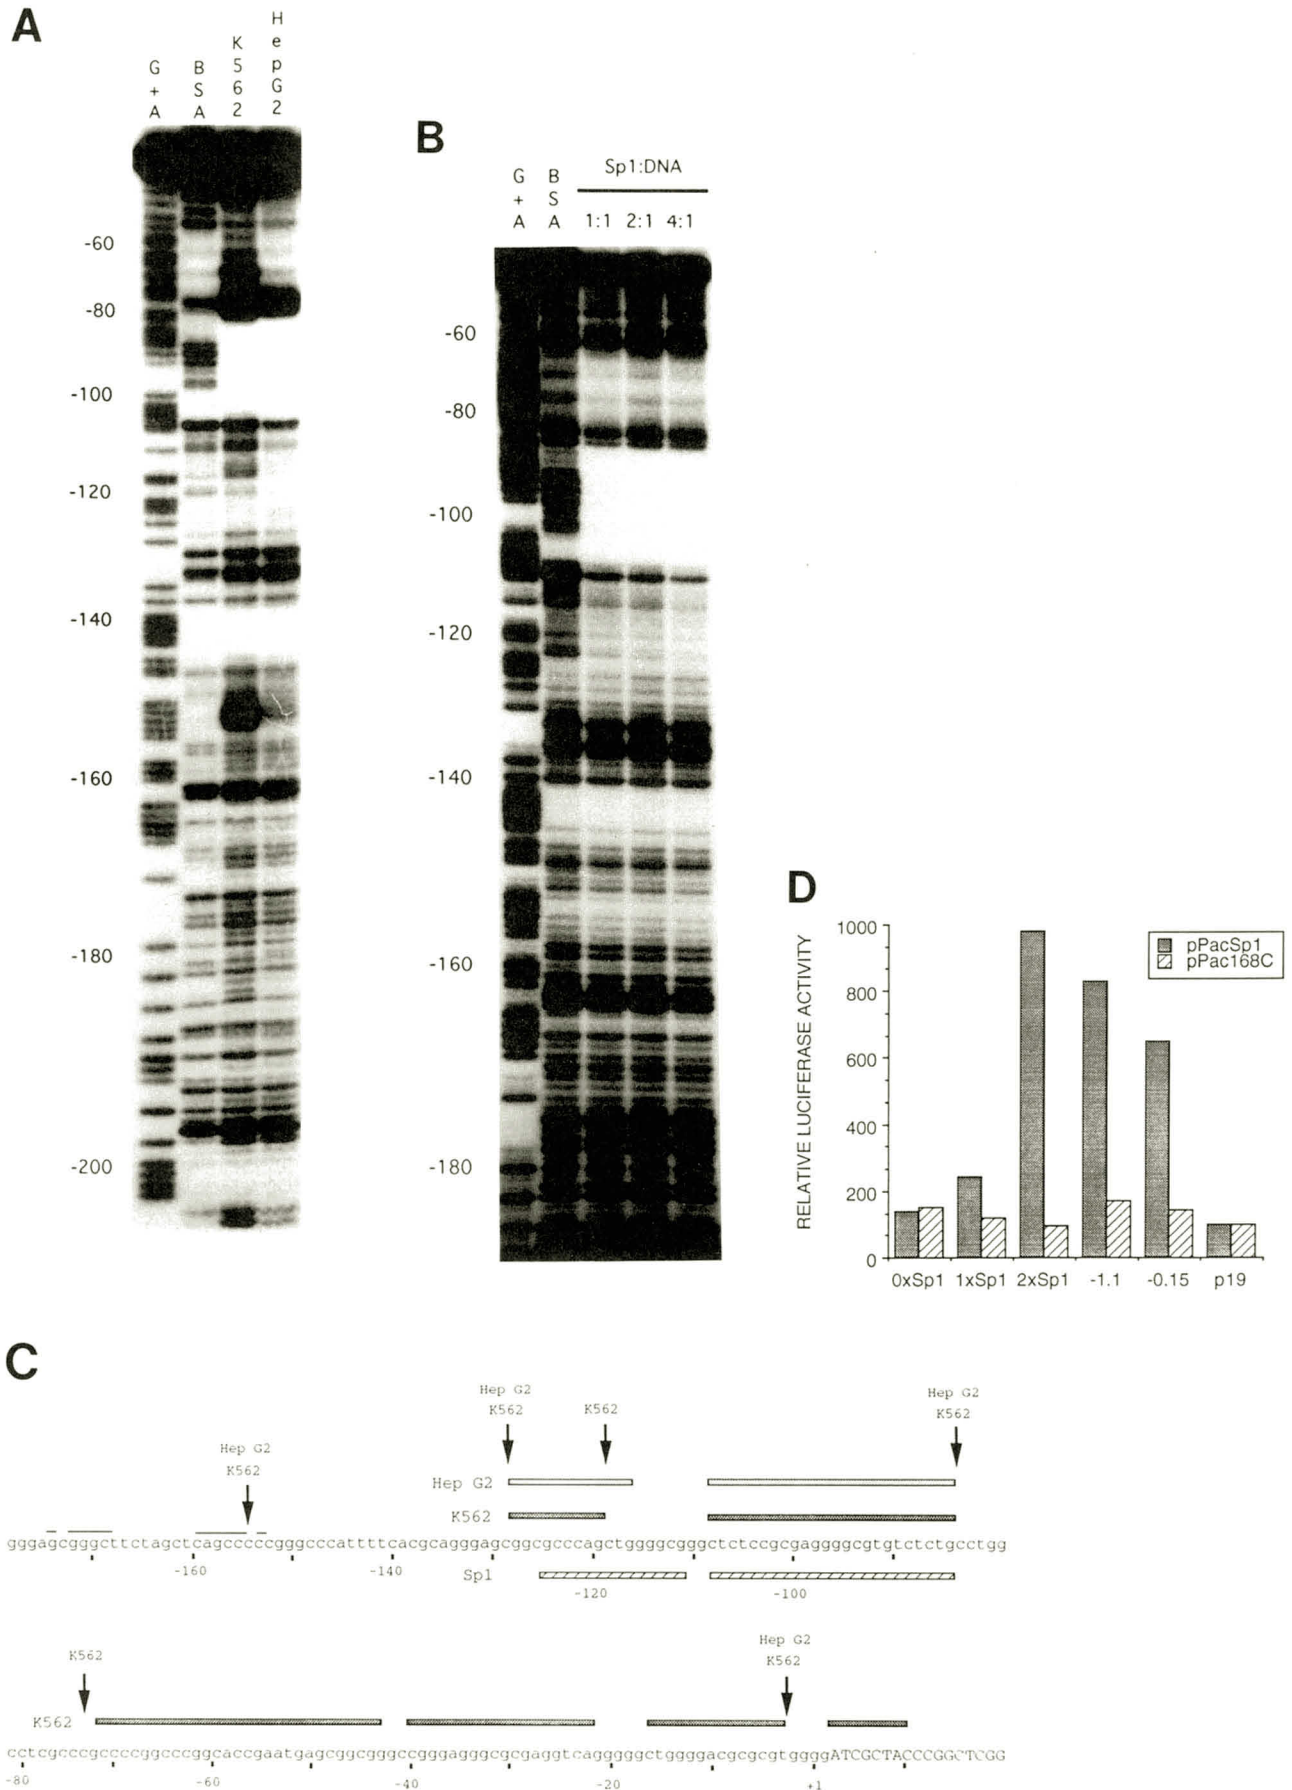 A
G + A
B S A
K 5 6 2
H e p G 2
-60
-80
-100
-120
-140
-160
-180
-200
B
G + A
B S A
Sp1:DNA
1:1 2:1 4:1
-60
-80
-100
-120
-140
-160
-180
D
RELATIVE LUCIFERASE ACTIVITY
1000
800
600
400
200
0
pPacSp1
pPac168C
0xSp1 1xSp1 2xSp1 -1.1 -0.15 p19
C
Hep G2
K562
Hep G2
K562
K562
Hep G2
K562
Hep G2
K562
gggagcgggcttctagctcagcccccgggcccattttcacgcagggagcggcgcccagctggggcgggctctccgcgaggggcgtgtctctgcctgg
-160 -140 Sp1 -120 -100
K562
Hep G2
K562
K562
cctcgcccgccccggcccggcaccgaatgagcggcgggccgggagggcgcgaggtcagggggctggggacgcgcgtggggATCGCTACCCGGCTCGG
-80 -60 -40 -20 +1